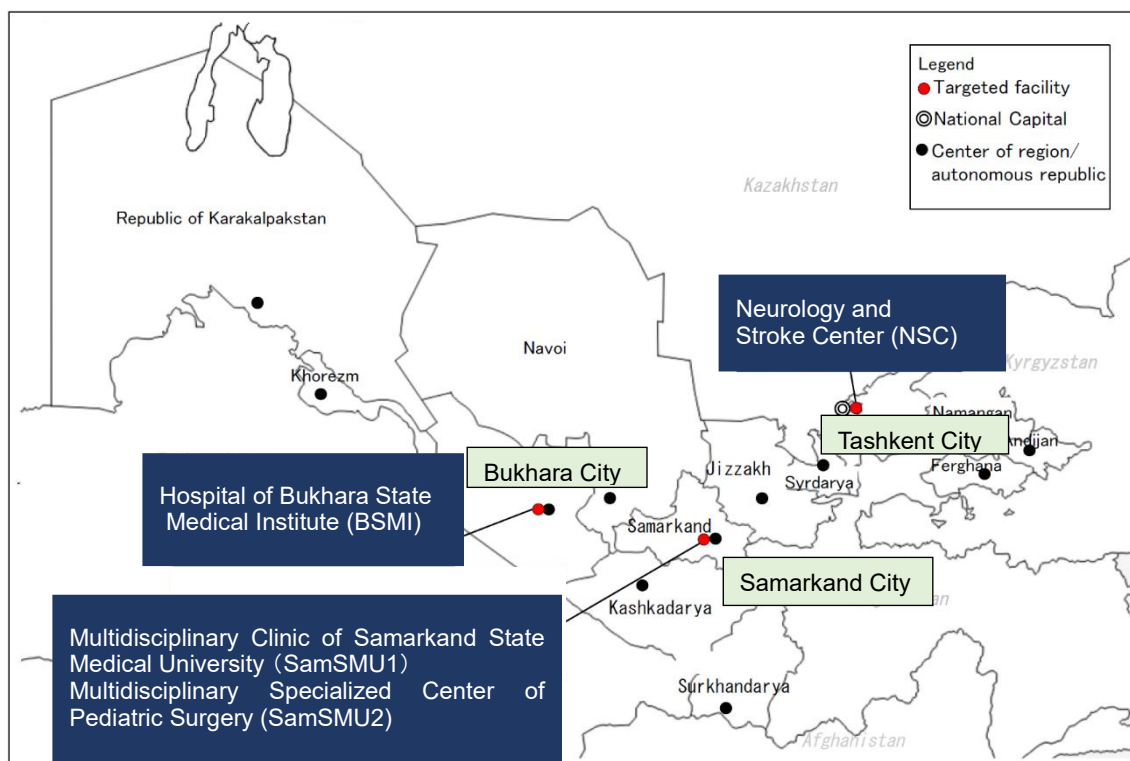 Legend
Targeted facility
National Capital
Center of region/
autonomous republic
Kazakhstan
Republic of Karakalpakstan
Neurology and
Stroke Center (NSC)
Navoi
Kyrgyzstan
Khorezm
Namangan
Tashkent City
Andijan
Bukhara City
Jizzakh
Ferghana
Syrdarya
Hospital of Bukhara State
Medical Institute (BSMI)
Samarkand
Samarkand City
Kashkadarya
Multidisciplinary Clinic of Samarkand State
Medical University (SamSMU1)
Multidisciplinary Specialized Center of
Pediatric Surgery (SamSMU2)
Surkhandarya
Afghanistan